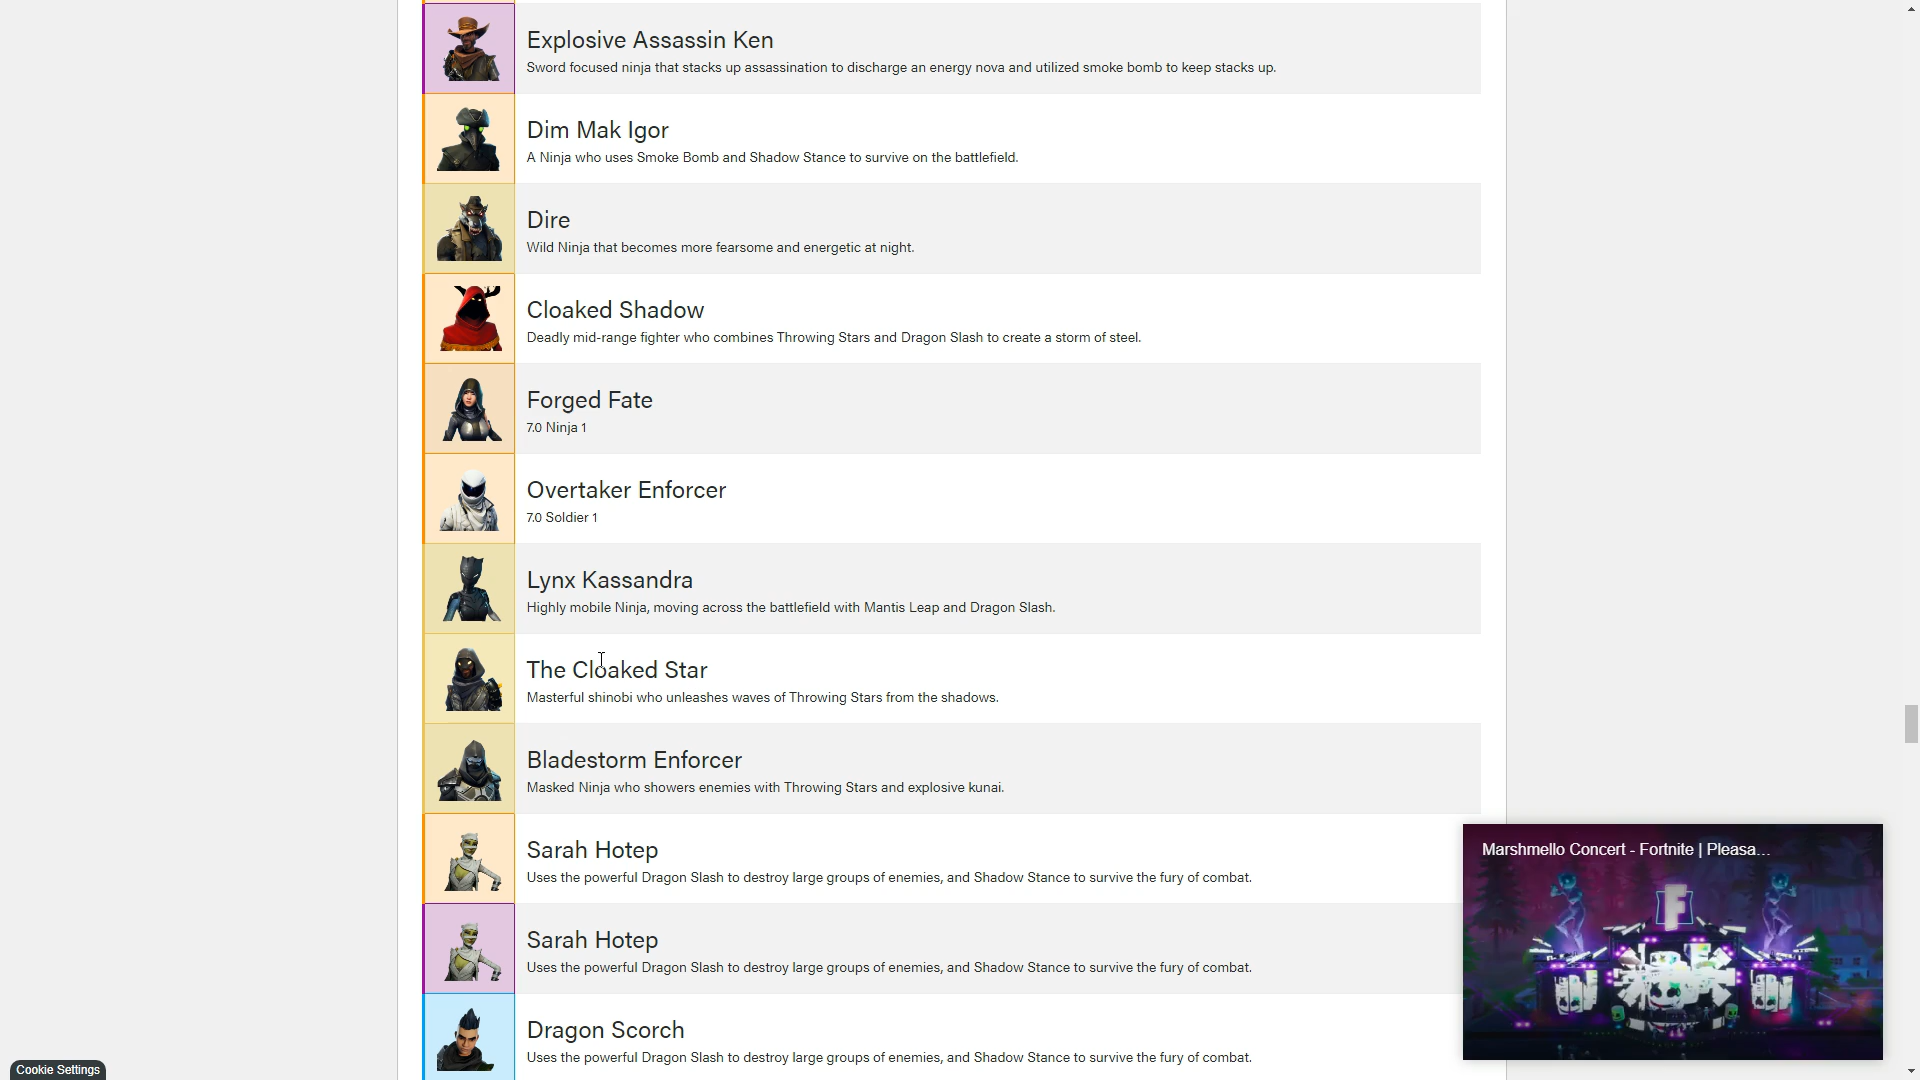 Explosive Assassin Ken
Sword focused ninja that stacks up assassination to discharge an energy nova and utilized smoke bomb to keep stacks up.
Dim Mak Igor
A Ninja who uses Smoke Bomb and Shadow Stance to survive on the battlefield.
Dire
Wild Ninja that becomes more fearsome and energetic at night.
Cloaked Shadow
Deadly mid-range fighter who combines Throwing Stars and Dragon Slash to create a storm of steel.
Forged Fate
7.0 Ninja 1
Overtaker Enforcer
7.0 Soldier 1
Lynx Kassandra
Highly mobile Ninja, moving across the battlefield with Mantis Leap and Dragon Slash.
The Cloaked Star
Masterful shinobi who unleashes waves of Throwing Stars from the shadows.
Bladestorm Enforcer
Masked Ninja who showers enemies with Throwing Stars and explosive kunai.
Sarah Hotep
Uses the powerful Dragon Slash to destroy large groups of enemies, and Shadow Stance to survive the fury of combat.
Sarah Hotep
Uses the powerful Dragon Slash to destroy large groups of enemies, and Shadow Stance to survive the fury of combat.
Dragon Scorch
Uses the powerful Dragon Slash to destroy large groups of enemies, and Shadow Stance to survive the fury of combat.
Marshmello Concert - Fortnite | Pleasa...
F
Cookie Settings